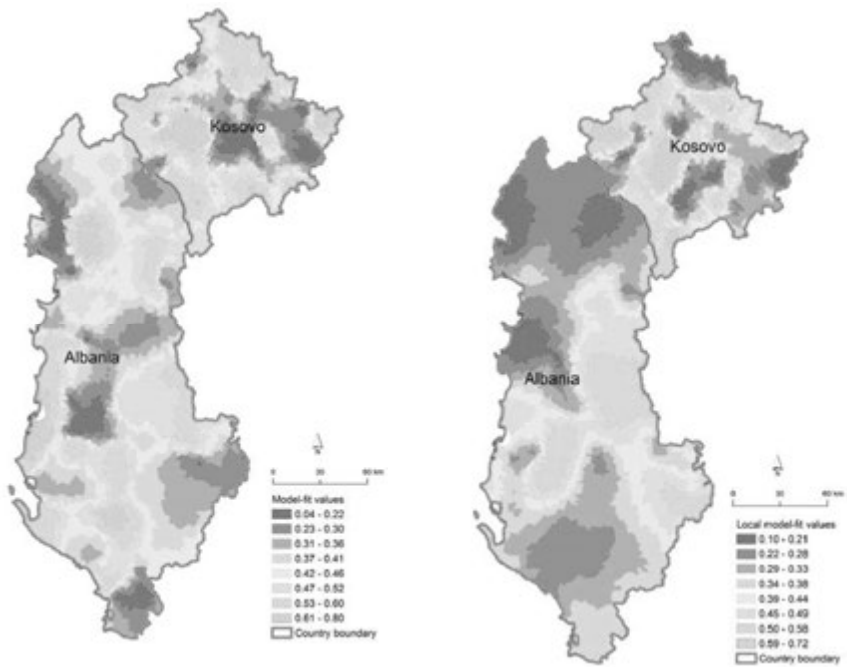 Kosovo
Albania
N
0 30 60 km
Model-fit values
0.04 - 0.22
0.23 - 0.30
0.31 - 0.36
0.37 - 0.41
0.42 - 0.46
0.47 - 0.52
0.53 - 0.60
0.61 - 0.80
Country boundary
Kosovo
Albania
N
0 30 60 km
Local model-fit values
0.10 - 0.21
0.22 - 0.28
0.29 - 0.33
0.34 - 0.38
0.39 - 0.44
0.45 - 0.49
0.50 - 0.58
0.59 - 0.72
Country boundary